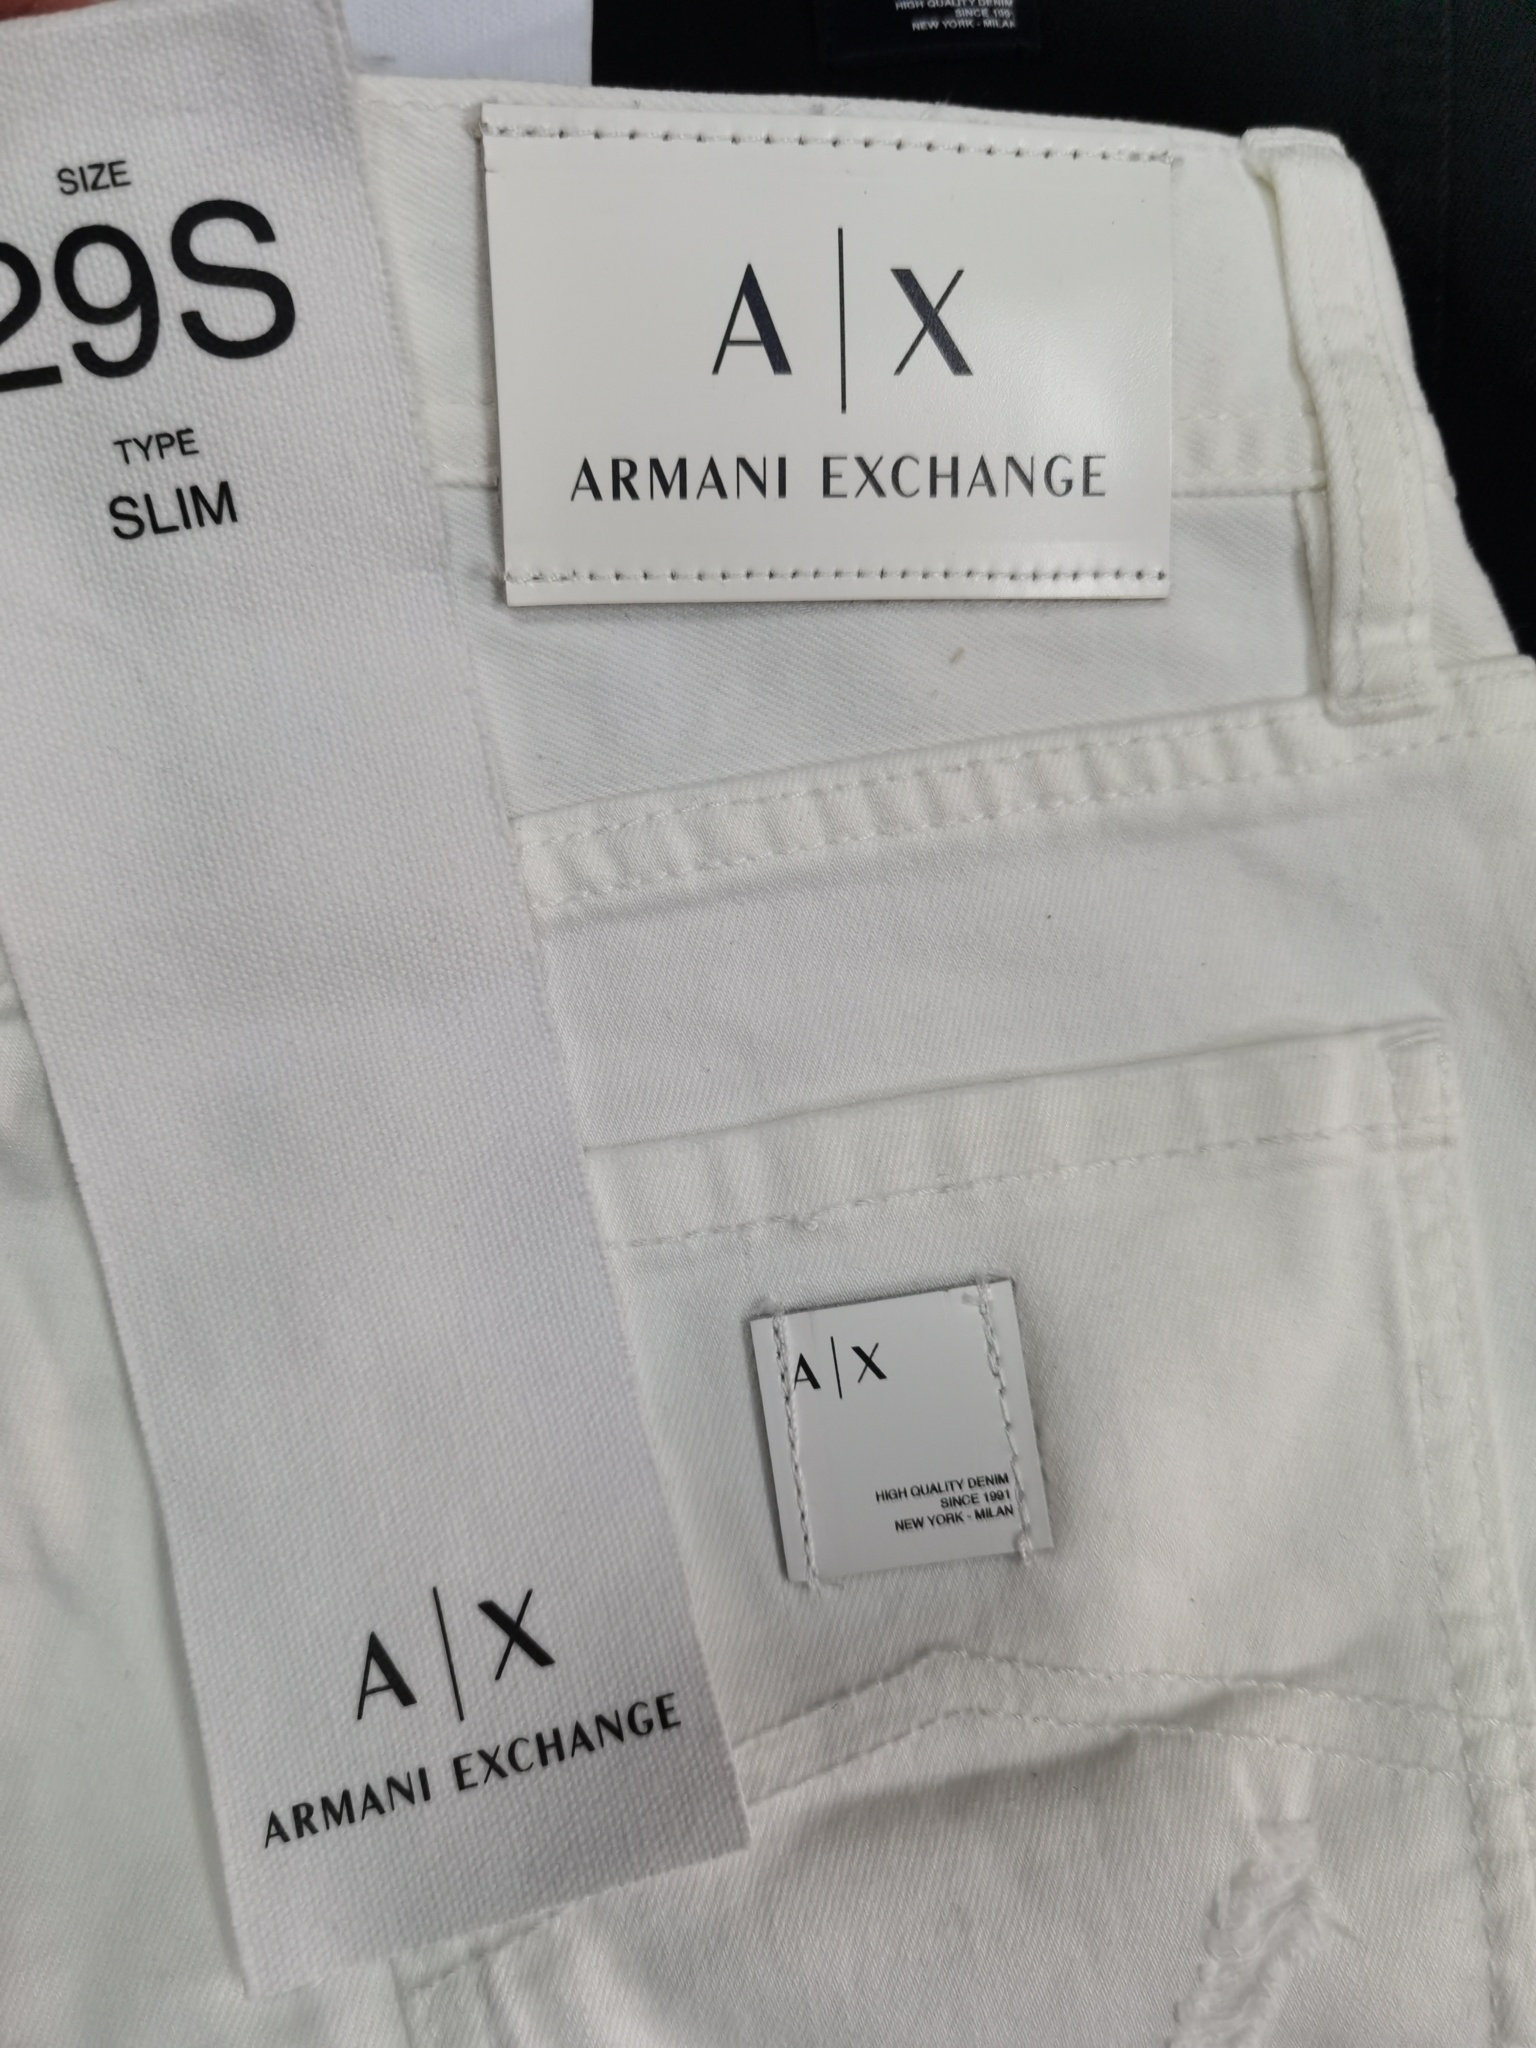 HIGH QUALITY DENIM
NEW YORK - MILAN
SIZE
29S
TYPE
SLIM
A|X
ARMANI EXCHANGE
A|X
HIGH QUALITY DENIM
SINCE 1991
NEW YORK - MILAN
A|X
ARMANI EXCHANGE